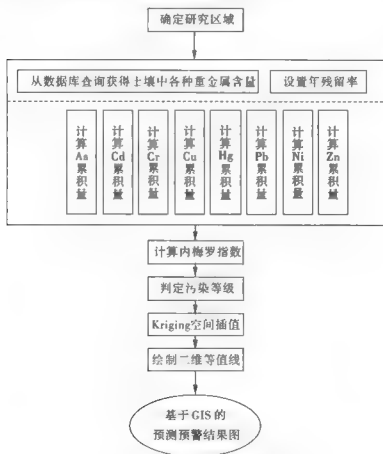 确定研究区域
从数据库查询获得土壤中各种重金属含量
设置年残留率
计算As累积量
计算Cd累积量
计算Cr累积量
计算Cu累积量
计算Hg累积量
计算Pb累积量
计算Ni累积量
计算Zn累积量
计算内梅罗指数
判定污染等级
Kriging空间插值
绘制二维等值线
基于 GIS 的
预测预警结果图